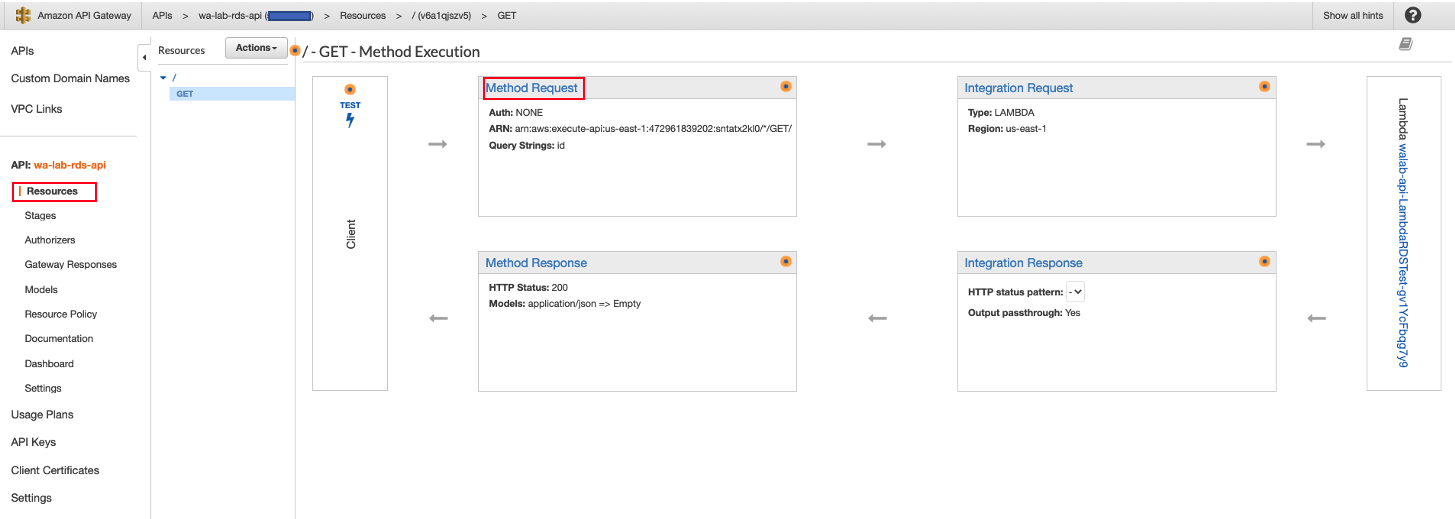 Amazon API Gateway
APIs > wa-lab-rds-api ( ) > Resources > / (v6a1qjszv5) > GET
Show all hints
?
APIs
Custom Domain Names
VPC Links
API: wa-lab-rds-api
Resources
Stages
Authorizers
Gateway Responses
Models
Resource Policy
Documentation
Dashboard
Settings
Usage Plans
API Keys
Client Certificates
Settings
Resources
Actions
/
GET
/ - GET - Method Execution
TEST
Client
Method Request
Auth: NONE
ARN: arn:aws:execute-api:us-east-1:472961839202:sntatx2kl0/*/GET/
Query Strings: id
Integration Request
Type: LAMBDA
Region: us-east-1
Method Response
HTTP Status: 200
Models: application/json => Empty
Integration Response
HTTP status pattern: -
Output passthrough: Yes
Lambda walab-api-LambdaRDSTest-gv1YcFbqg7y9